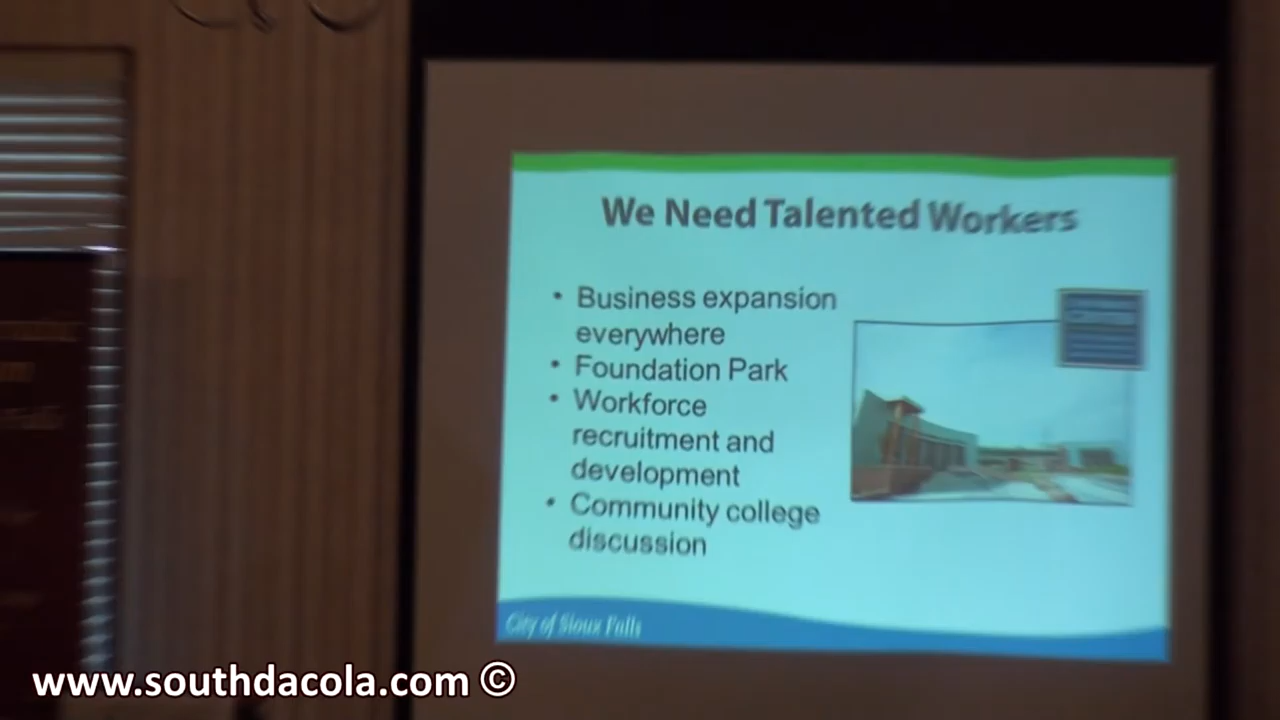 We Need Talented Workers
• Business expansion
everywhere
• Foundation Park
• Workforce
recruitment and
development
• Community college
discussion
City of Sioux Falls
www.southdacola.com ©